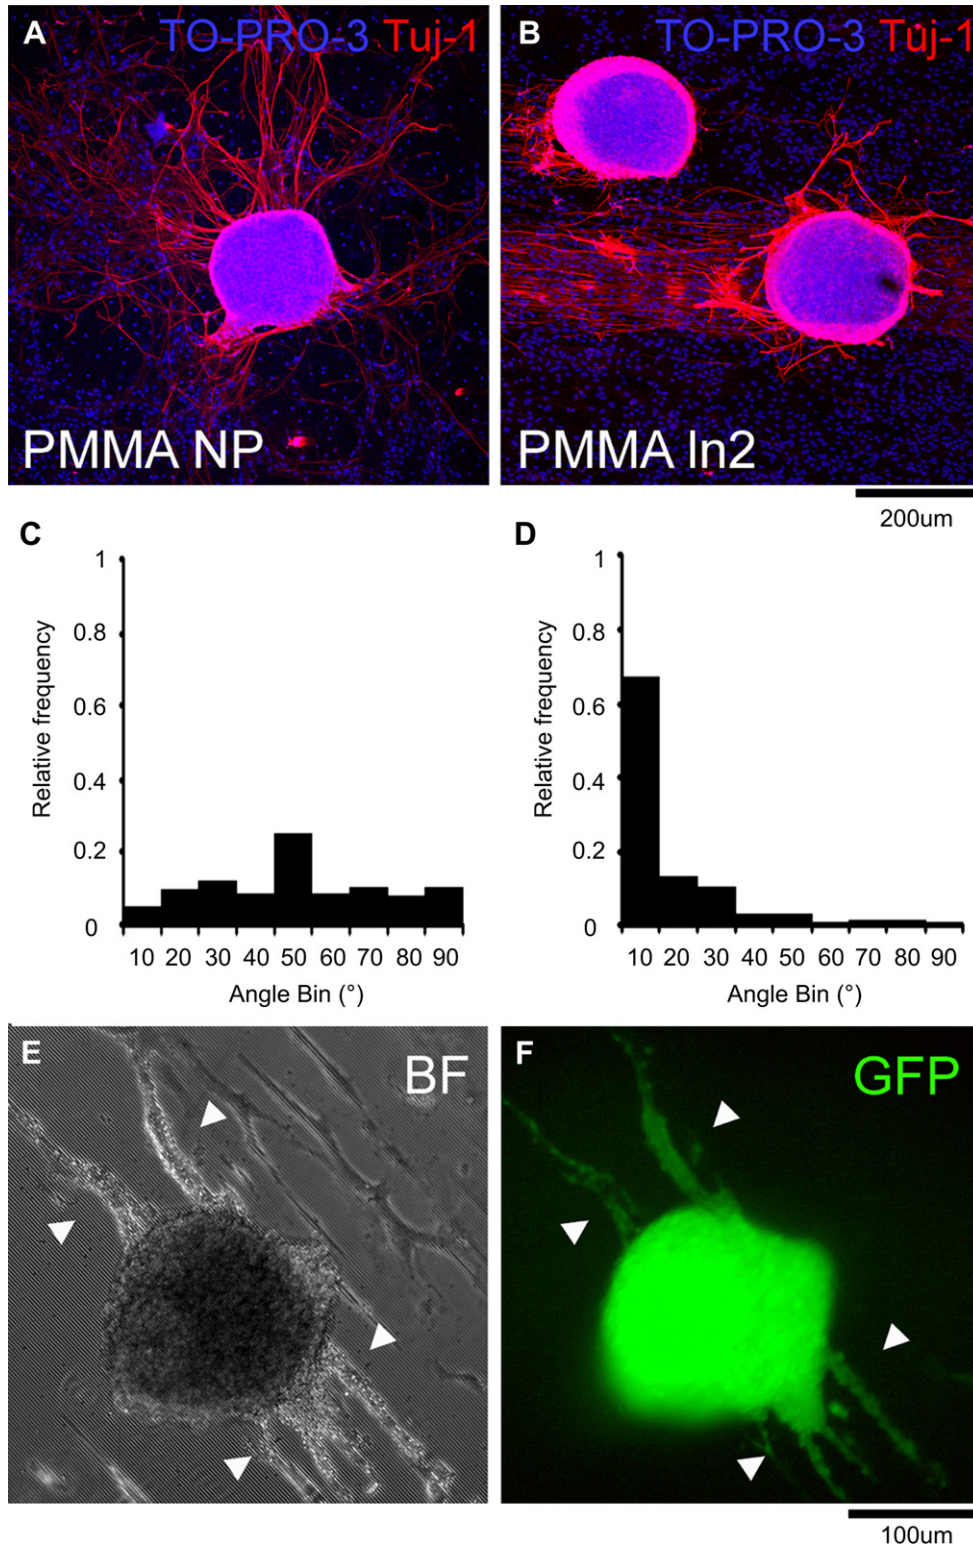 A TO-PRO-3 Tuj-1
PMMA NP
B TO-PRO-3 Tuj-1
PMMA ln2
200um
C
1
0.8
0.6
0.4
0.2
0
Relative frequency
10 20 30 40 50 60 70 80 90
Angle Bin (°)
D
1
0.8
0.6
0.4
0.2
0
Relative frequency
10 20 30 40 50 60 70 80 90
Angle Bin (°)
E BF
F GFP
100um